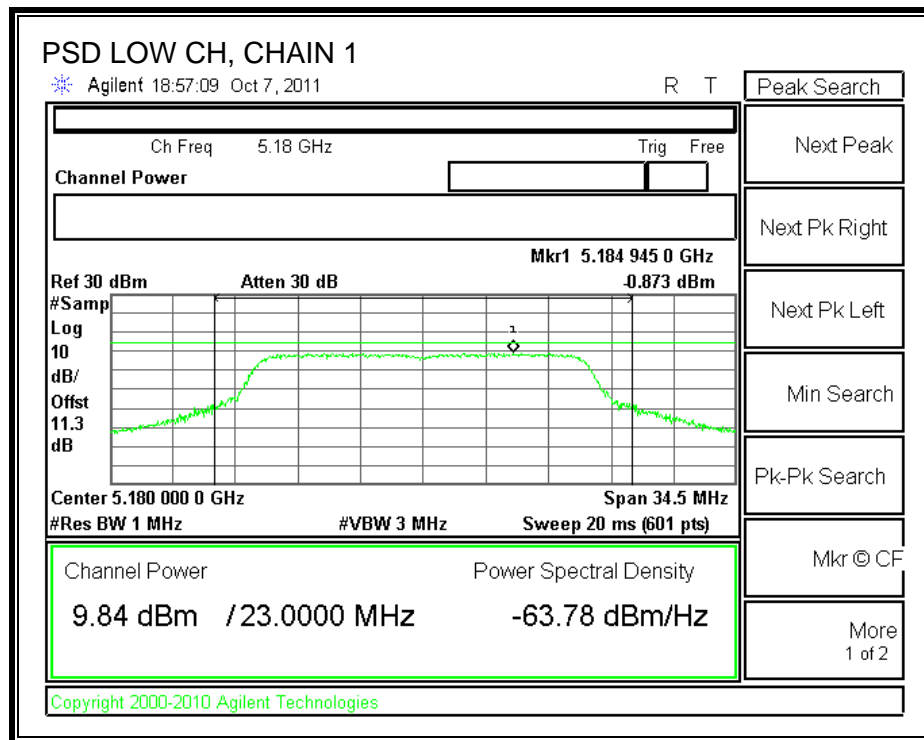 PSD LOW CH, CHAIN 1
Agilent 18:57:09 Oct 7, 2011 R T
Peak Search
Ch Freq 5.18 GHz Trig Free
Next Peak
Channel Power
Next Pk Right
Mkr1 5.184 945 0 GHz
Ref 30 dBm Atten 30 dB -0.873 dBm
#Samp
Log
10
dB/
Offst
11.3
dB
1
Next Pk Left
Min Search
Pk-Pk Search
Center 5.180 000 0 GHz Span 34.5 MHz
#Res BW 1 MHz #VBW 3 MHz Sweep 20 ms (601 pts)
Mkr © CF
Channel Power Power Spectral Density
9.84 dBm / 23.0000 MHz -63.78 dBm/Hz
More
1 of 2
Copyright 2000-2010 Agilent Technologies